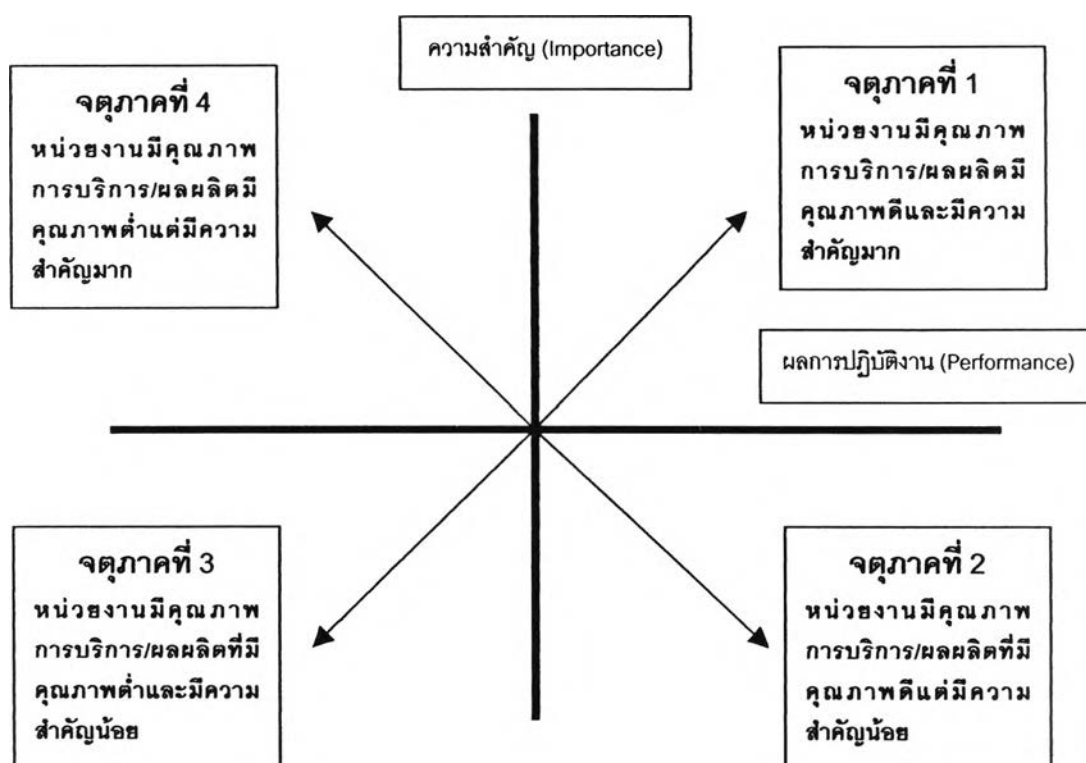 ความสำคัญ (Importance)
จตุภาคที่ 4
หน่วยงานมีคุณภาพ
การบริการ/ผลผลิตมี
คุณภาพต่ำแต่มีความ
สำคัญมาก
จตุภาคที่ 1
หน่วยงานมีคุณภาพ
การบริการ/ผลผลิตมี
คุณภาพดีและมีความ
สำคัญมาก
ผลการปฏิบัติงาน (Performance)
จตุภาคที่ 3
หน่วยงานมีคุณภาพ
การบริการ/ผลผลิตที่มี
คุณภาพต่ำและมีความ
สำคัญน้อย
จตุภาคที่ 2
หน่วยงานมีคุณภาพ
การบริการ/ผลผลิตที่มี
คุณภาพดีแต่มีความ
สำคัญน้อย